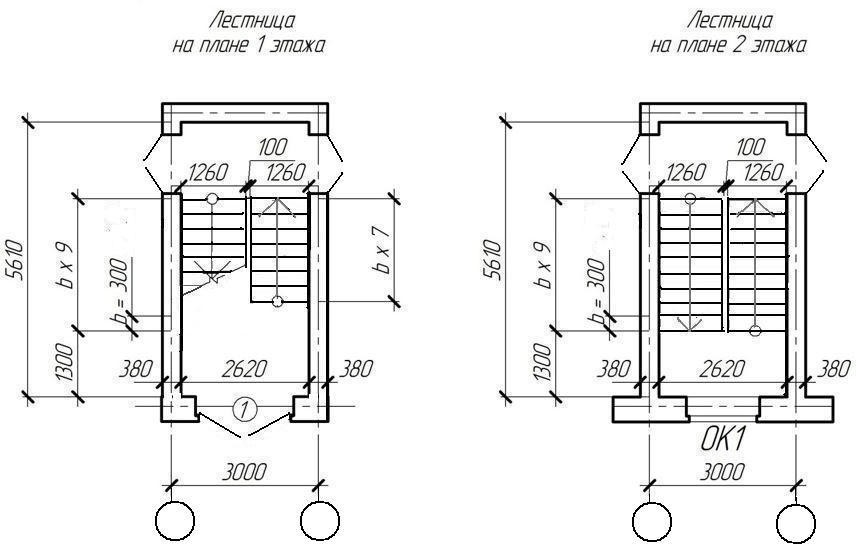 Лестница
на плане 1 этажа
Лестница
на плане 2 этажа
100
1260
1260
5610
b x 9
b = 300
b x 7
1300
380
2620
380
1
3000
100
1260
1260
5610
b x 9
b = 300
1300
380
2620
380
ОК1
3000